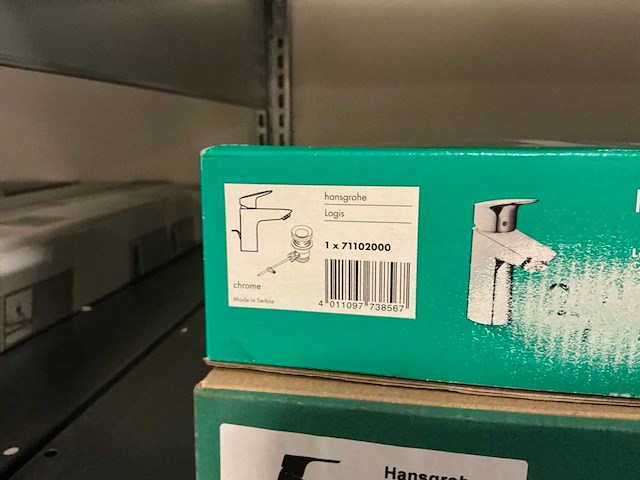 hansgrohe
Logis
1 x 71102000
chrome
Made in Serbia
4 011097 738567
Hansgrohe